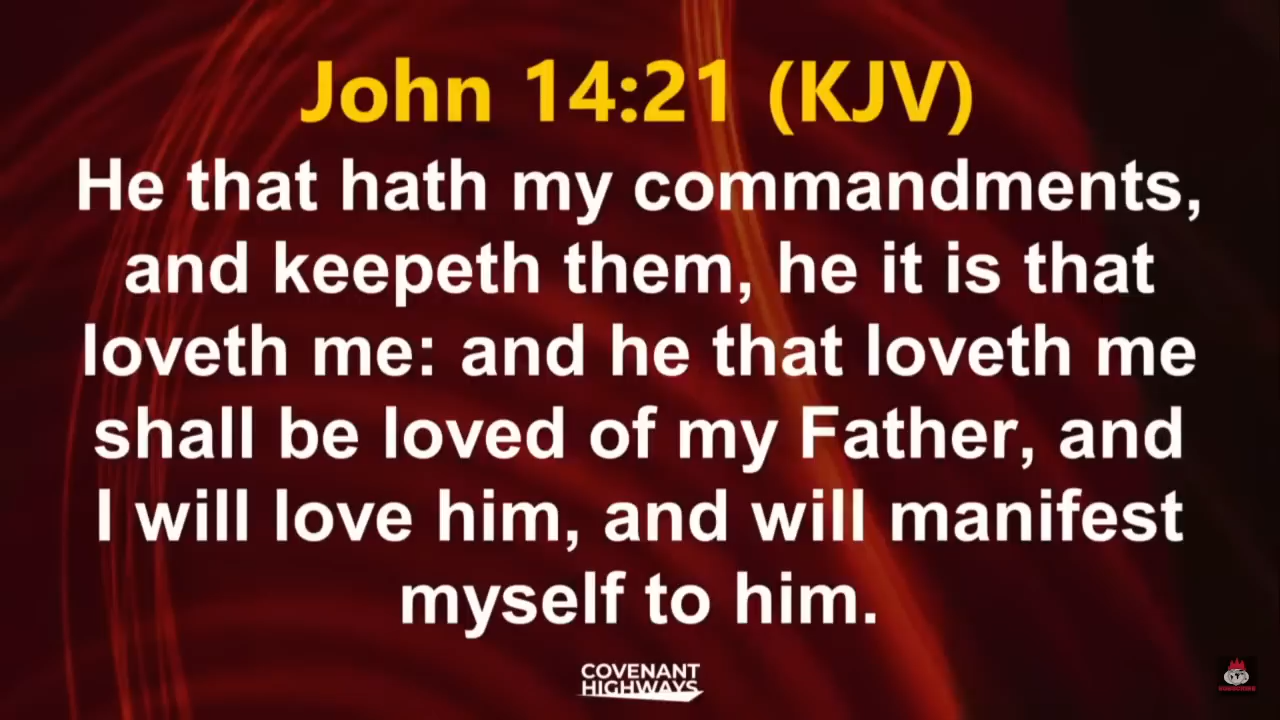 John 14:21 (KJV)
He that hath my commandments,
and keepeth them, he it is that
loveth me: and he that loveth me
shall be loved of my Father, and
I will love him, and will manifest
myself to him.
COVENANT
HIGHWAYS
SUBSCRIBE